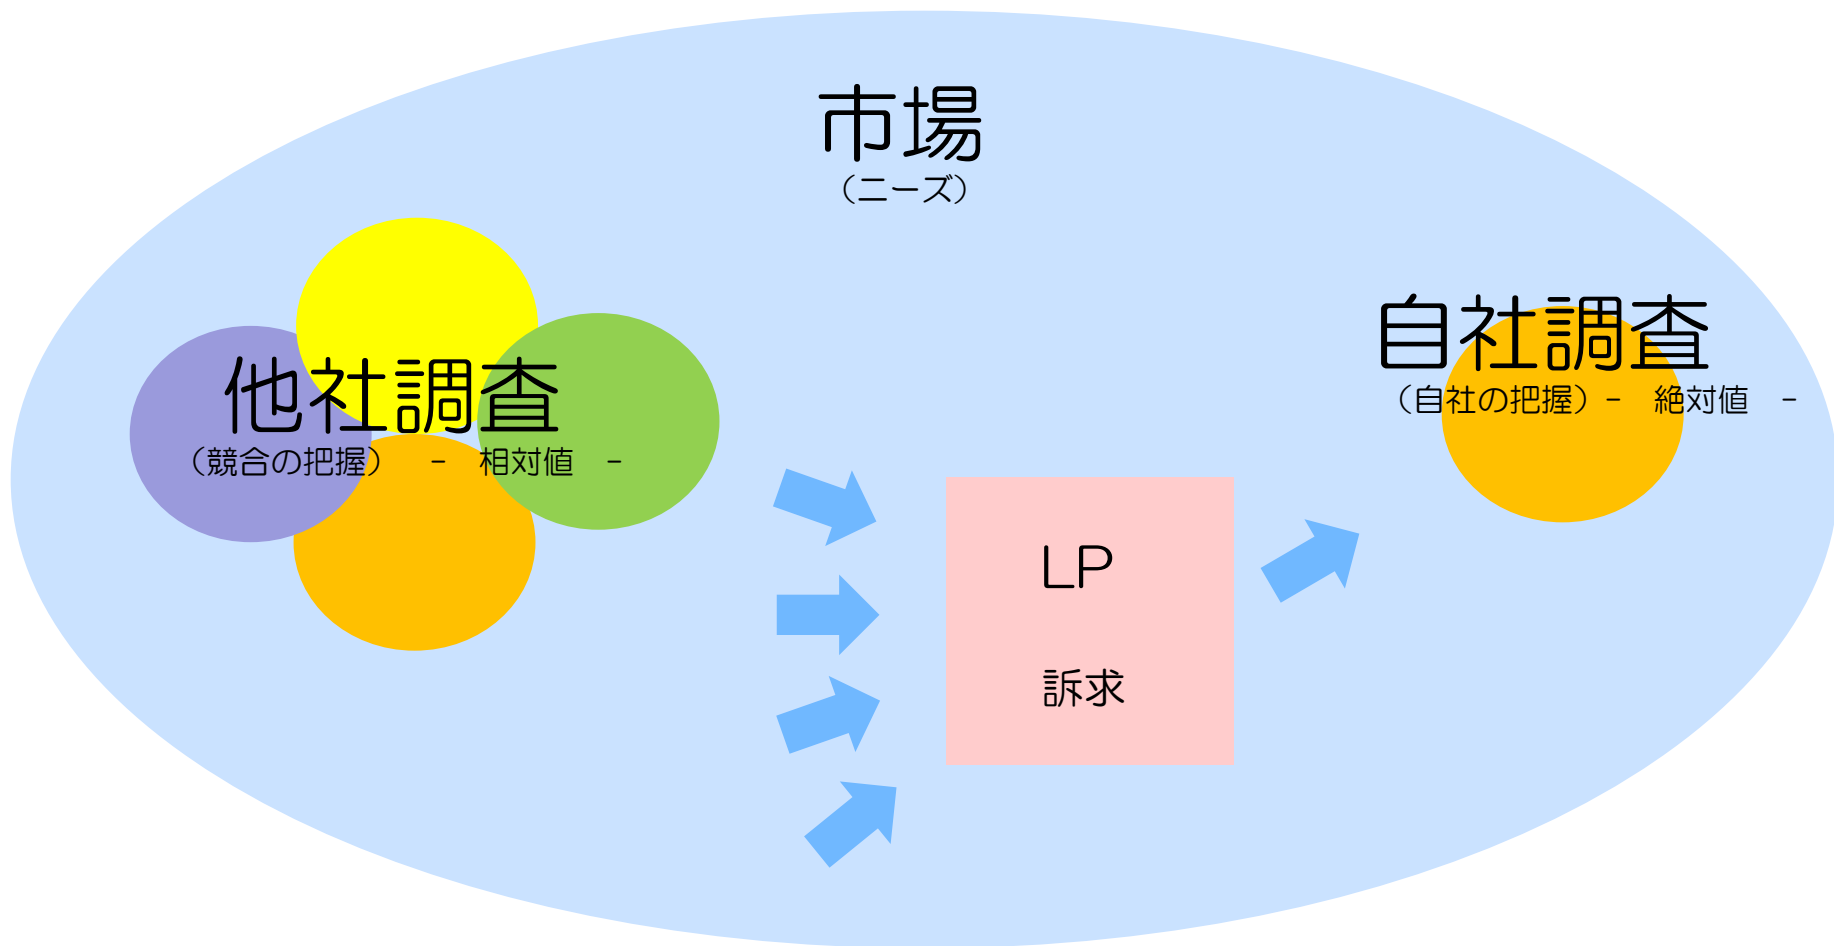 市場
（ニーズ）
他社調査
（競合の把握）　-　相対値　-
自社調査
（自社の把握）-　絶対値　-
LP
訴求